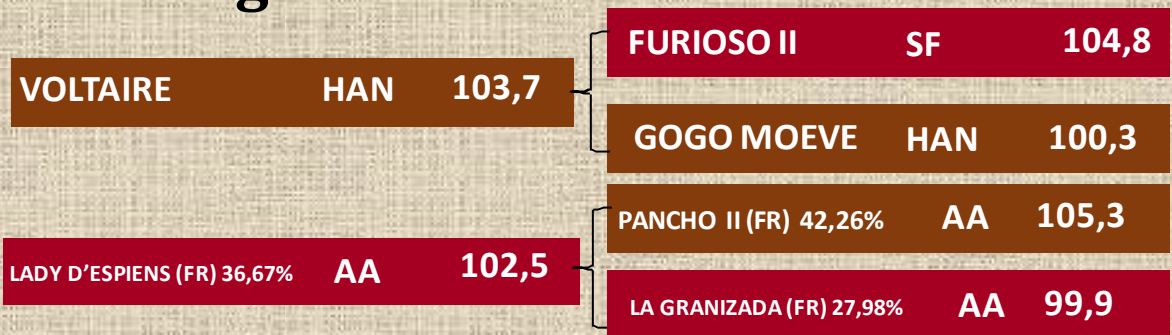 VOLTAIRE HAN 103,7
FURIOSO II SF 104,8
GOGO MOEVE HAN 100,3
LADY D'ESPIENS (FR) 36,67% AA 102,5
PANCHO II (FR) 42,26% AA 105,3
LA GRANIZADA (FR) 27,98% AA 99,9